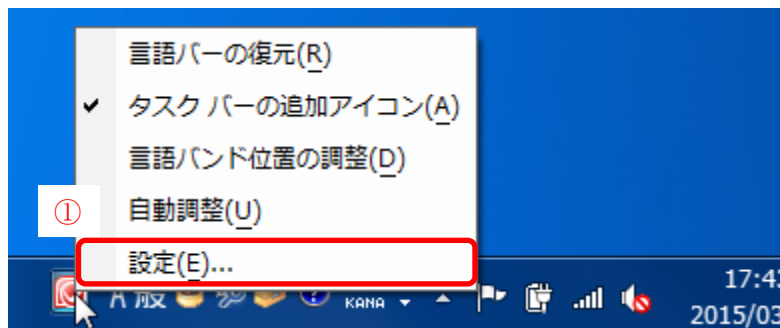 言語バーの復元(R)
✔ タスク バーの追加アイコン(A)
言語バンド位置の調整(D)
自動調整(U)
①
設定(E)...
A 般 KANA
17:43
2015/03